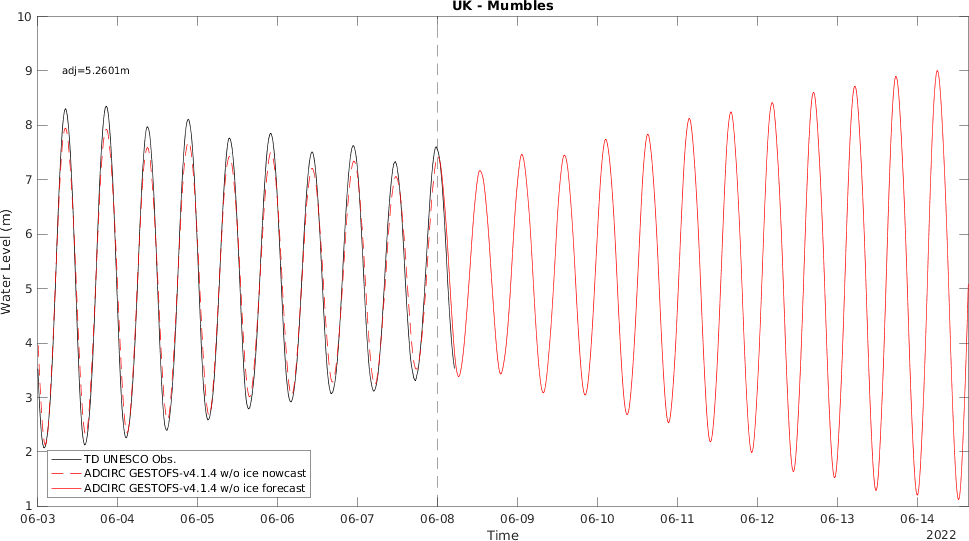 UK - Mumbles
10
9
adj=5.2601m
8
7
6
5
4
3
2
1
Water Level (m)
TD UNESCO Obs.
ADCIRC GESTOFS-v4.1.4 w/o ice nowcast
ADCIRC GESTOFS-v4.1.4 w/o ice forecast
06-03 06-04 06-05 06-06 06-07 06-08 06-09 06-10 06-11 06-12 06-13 06-14
Time
2022